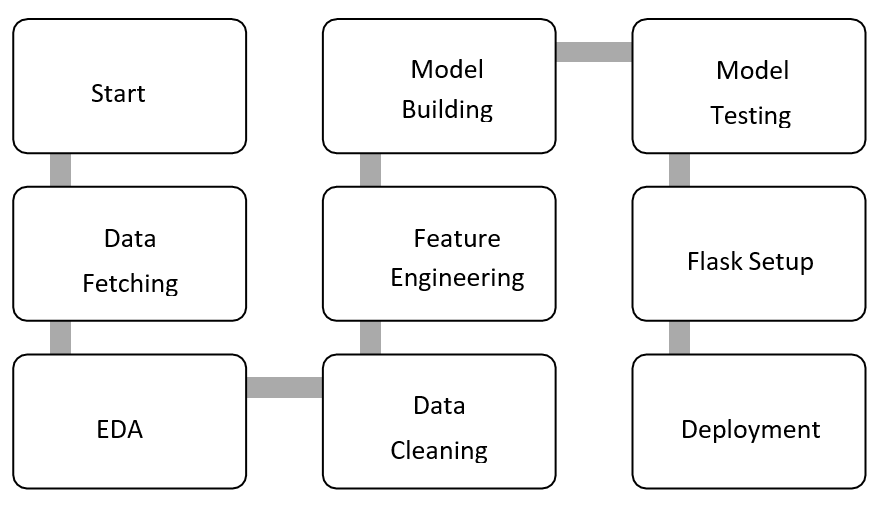 Start
Data
Fetching
EDA
Data
Cleaning
Feature
Engineering
Model
Building
Model
Testing
Flask Setup
Deployment